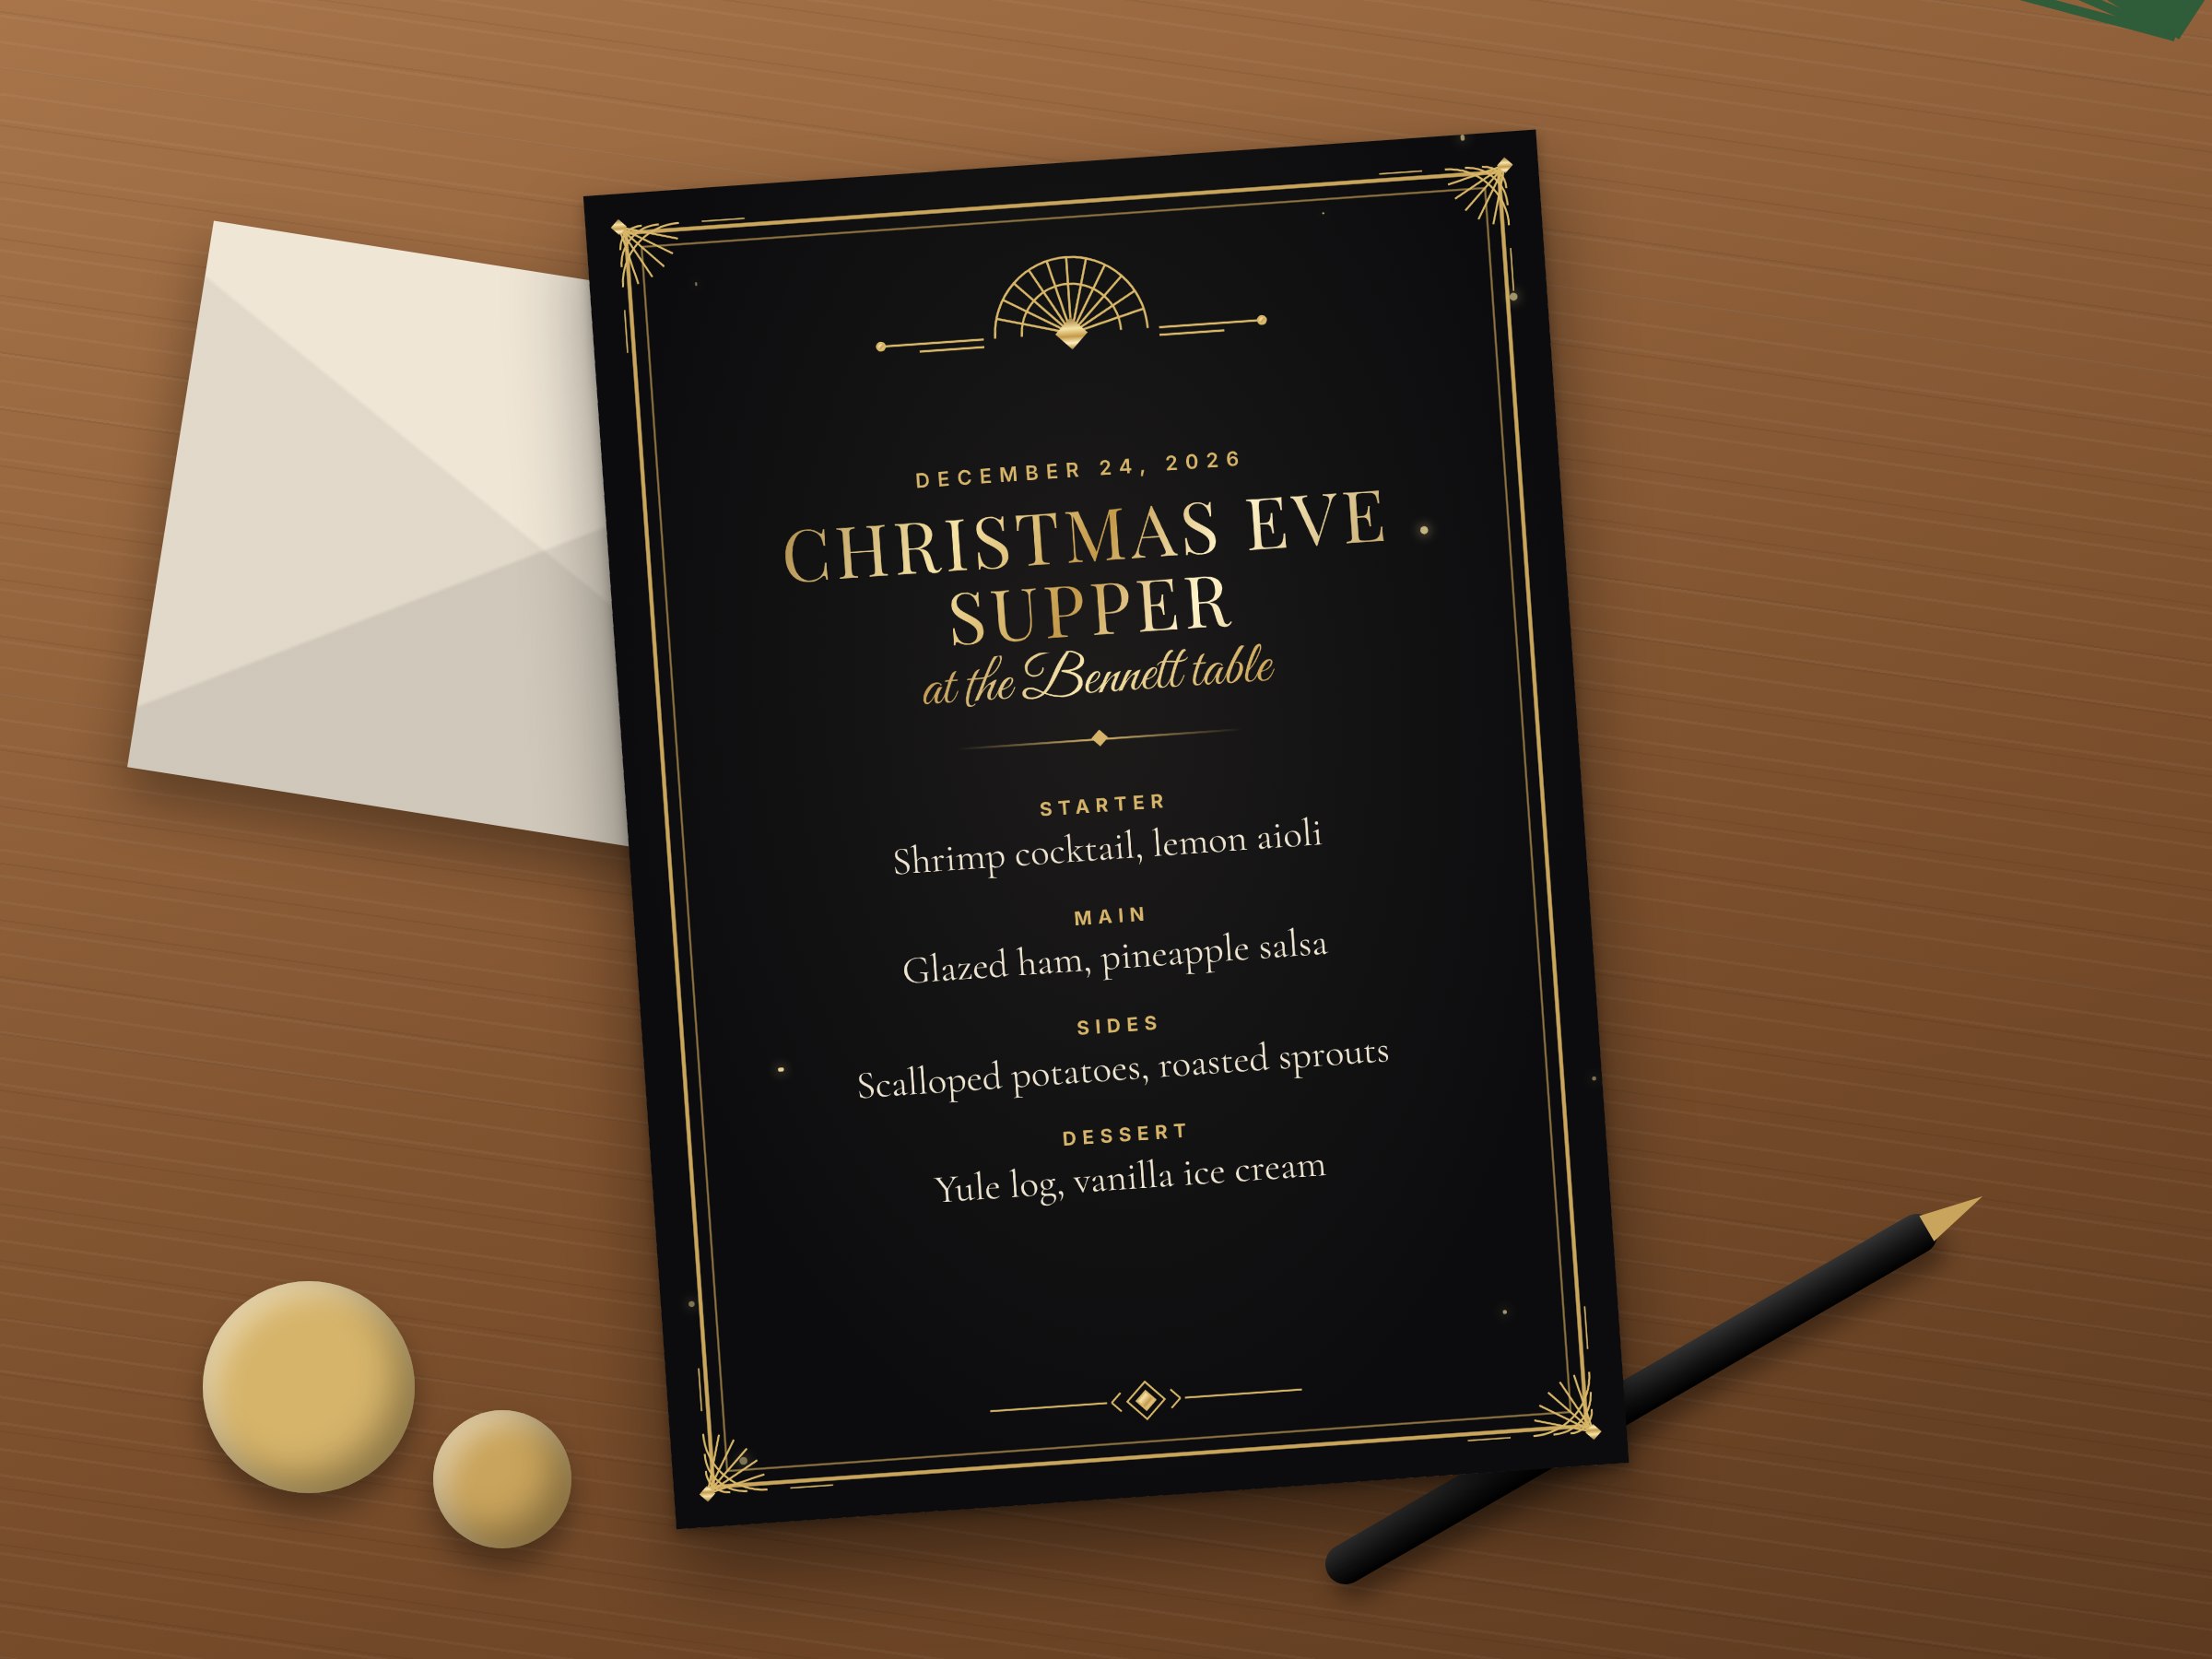 DECEMBER 24, 2026
CHRISTMAS EVE
SUPPER
at the Bennett table
STARTER
Shrimp cocktail, lemon aioli
MAIN
Glazed ham, pineapple salsa
SIDES
Scalloped potatoes, roasted sprouts
DESSERT
Yule log, vanilla ice cream